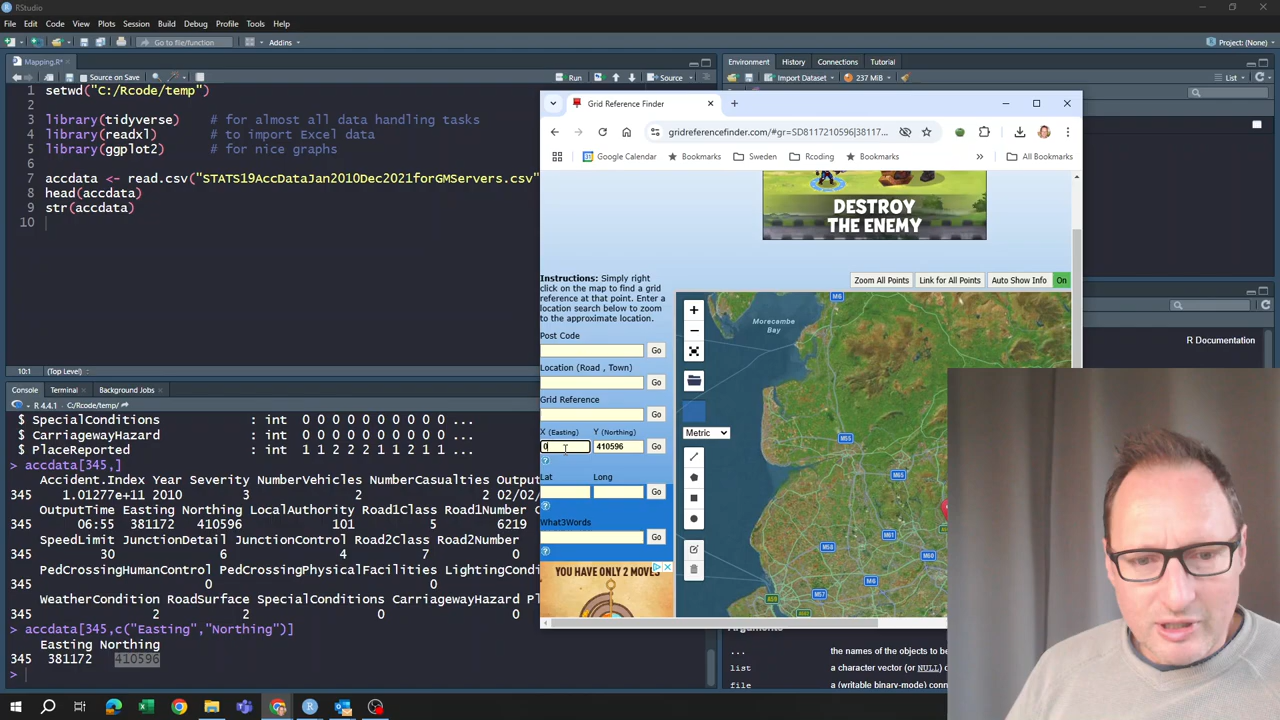 RStudio
File Edit Code View Plots Session Build Debug Profile Tools Help
Go to file/function
Addins
Project: (None)
Mapping.R*
Source on Save
Run
Source
1 setwd("C:/Rcode/temp")
2
3 library(tidyverse) # for almost all data handling tasks
4 library(readxl) # to import Excel data
5 library(ggplot2) # for nice graphs
6
7 accdata <- read.csv("STATS19AccDataJan2010Dec2021forGMServers.csv"
8 head(accdata)
9 str(accdata)
10
10:1 (Top Level)
Console Terminal Background Jobs
R 4.4.1 · C:/Rcode/temp/
$ SpecialConditions : int 0 0 0 0 0 0 0 0 0 0 ...
$ CarriagewayHazard : int 0 0 0 0 0 0 0 0 0 0 ...
$ PlaceReported : int 1 1 1 2 1 1 2 1 1 1 ...
> accdata[345,]
Accident.Index Year Severity NumberVehicles NumberCasualties Output
345 1.01277e+11 2010 3 2 2 02/02/
OutputTime Easting Northing LocalAuthority Road1Class Road1Number
345 06:55 381172 410596 101 5 6219
SpeedLimit JunctionDetail JunctionControl Road2Class Road2Number
345 30 6 4 7 0
PedCrossingHumanControl PedCrossingPhysicalFacilities LightingCondi
345 0 0
WeatherCondition RoadSurface SpecialConditions CarriagewayHazard Pl
345 2 2 0 0
> accdata[345,c("Easting","Northing")]
Easting Northing
345 381172 410596
>
Environment History Connections Tutorial
Import Dataset
237 MiB
List
Grid Reference Finder
gridreferencefinder.com/#gr=SD8117210596|38117...
Google Calendar
Bookmarks
Sweden
Rcoding
Bookmarks
All Bookmarks
DESTROY
THE ENEMY
Instructions: Simply right
click on the map to find a grid
reference at that point. Enter a
location search below to zoom
to the approximate location.
Zoom All Points
Link for All Points
Auto Show Info
On
Post Code
Go
Location (Road , Town)
Go
Grid Reference
Go
X (Easting) Y (Northing)
0 410596 Go
Lat Long
Go
What3Words
Go
YOU HAVE ONLY 2 MOVES
Metric
Morecambe
Bay
M6
M55
M65
M61
M58
M60
M6
M57
R Documentation
Arguments
... the names of the objects to be
list a character vector (or NULL)
file a (writable binary-mode) conn